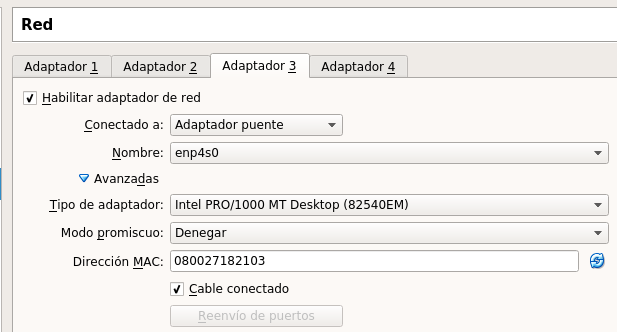 Red
Adaptador 1 Adaptador 2 Adaptador 3 Adaptador 4
Habilitar adaptador de red
Conectado a: Adaptador puente
Nombre: enp4s0
Avanzadas
Tipo de adaptador: Intel PRO/1000 MT Desktop (82540EM)
Modo promiscuo: Denegar
Dirección MAC: 080027182103
Cable conectado
Reenvío de puertos